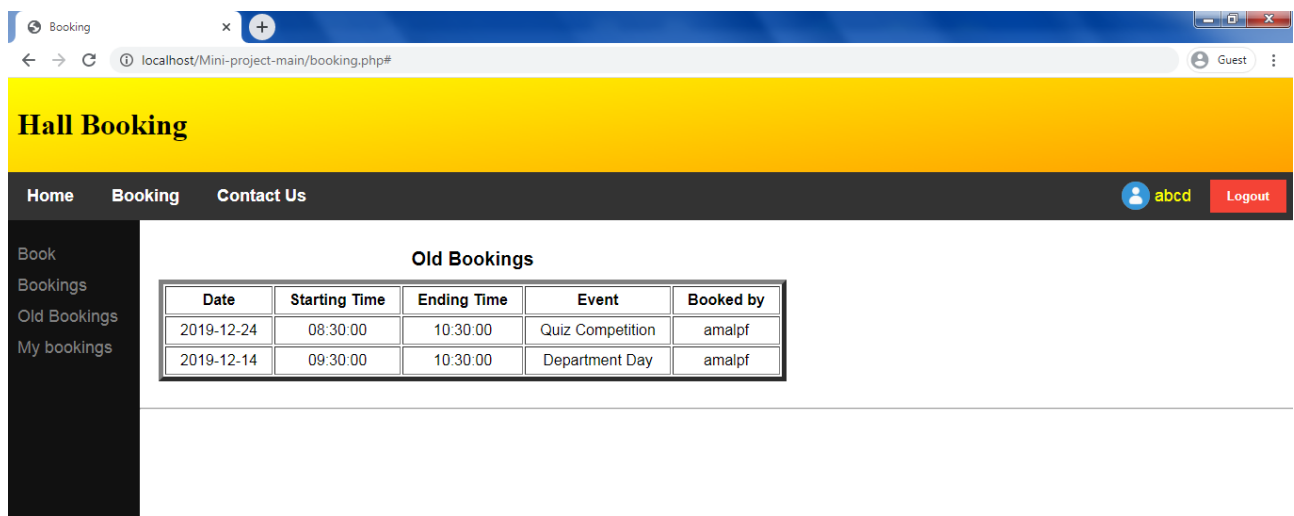 Booking
localhost/Mini-project-main/booking.php#
Guest
Hall Booking
Home Booking Contact Us abcd Logout
Book
Bookings
Old Bookings
My bookings
Old Bookings
Date Starting Time Ending Time Event Booked by
2019-12-24 08:30:00 10:30:00 Quiz Competition amalpf
2019-12-14 09:30:00 10:30:00 Department Day amalpf